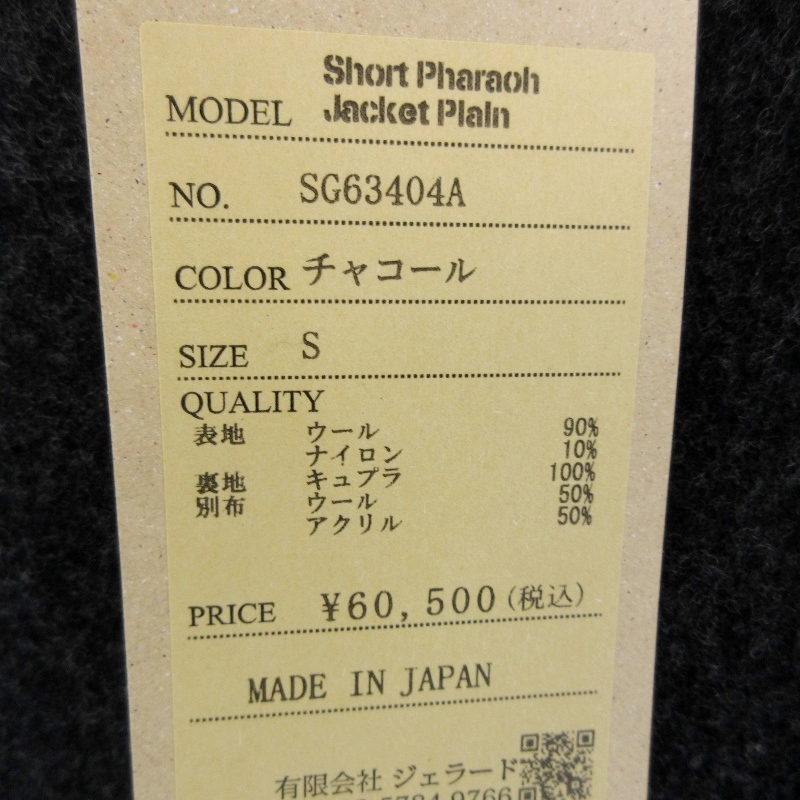 Short Pharaoh
MODEL Jacket Plain
NO. SG63404A
COLOR チャコール
SIZE S
QUALITY
表地 ウール 90%
ナイロン 10%
裏地 キュプラ 100%
別布 ウール 50%
アクリル 50%
PRICE ¥60,500(税込)
MADE IN JAPAN
有限会社 ジェラード
5784-9766